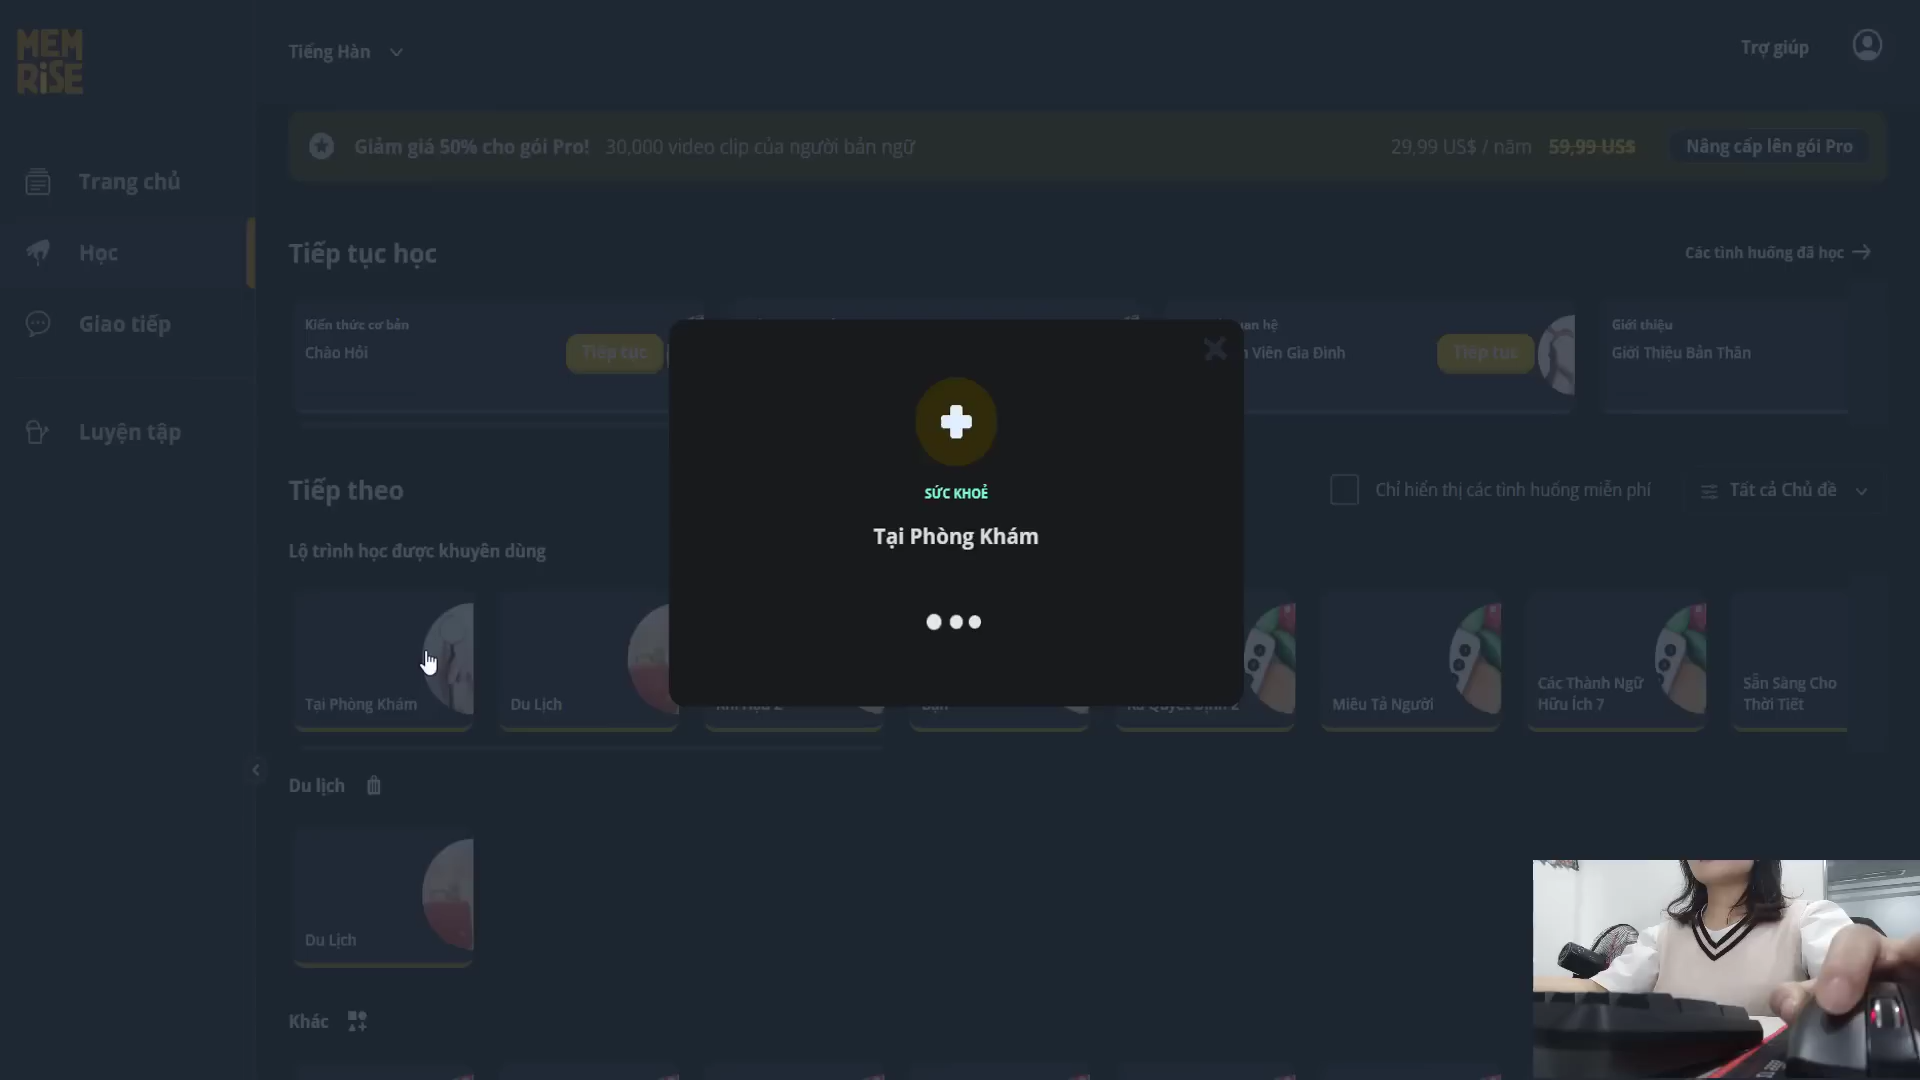 MEM
RiSE
Tiếng Hàn
Trợ giúp
Giảm giá 50% cho gói Pro! 30,000 video clip của người bản ngữ 29,99 US$ / năm 59,99 US$ Nâng cấp lên gói Pro
Trang chủ
Học
Giao tiếp
Luyện tập
Tiếp tục học
Các tình huống đã học
Kiến thức cơ bản
Chào Hỏi
Tiếp tục
Viên Gia Đình
Tiếp tục
Giới thiệu
Giới Thiệu Bản Thân
SỨC KHOẺ
Tại Phòng Khám
Tiếp theo
Chỉ hiển thị các tình huống miễn phí
Tất cả Chủ đề
Lộ trình học được khuyên dùng
Tại Phòng Khám
Du Lịch
Miêu Tả Người
Các Thành Ngữ
Hữu Ích 7
Sẵn Sàng Cho
Thời Tiết
Du lịch
Du Lịch
Khác